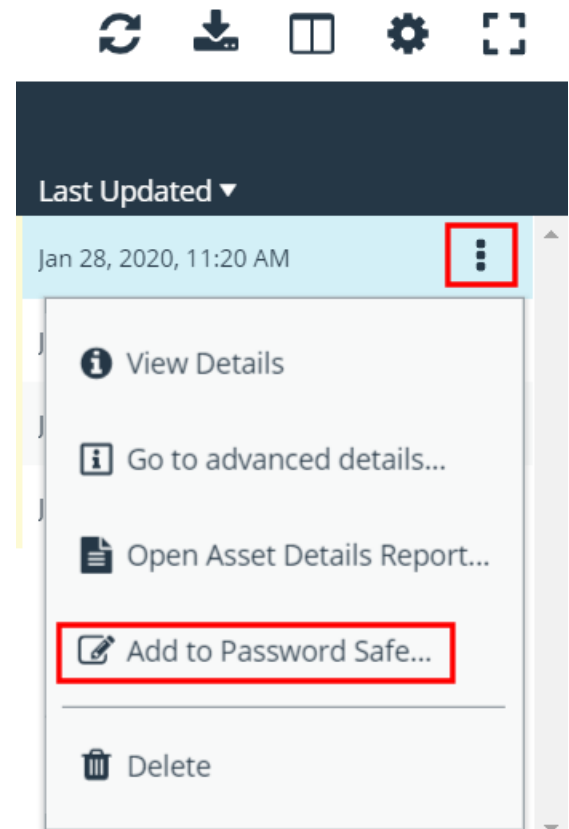 Last Updated ▾
Jan 28, 2020, 11:20 AM
J
View Details
J
Go to advanced details...
J
Open Asset Details Report...
Add to Password Safe...
Delete